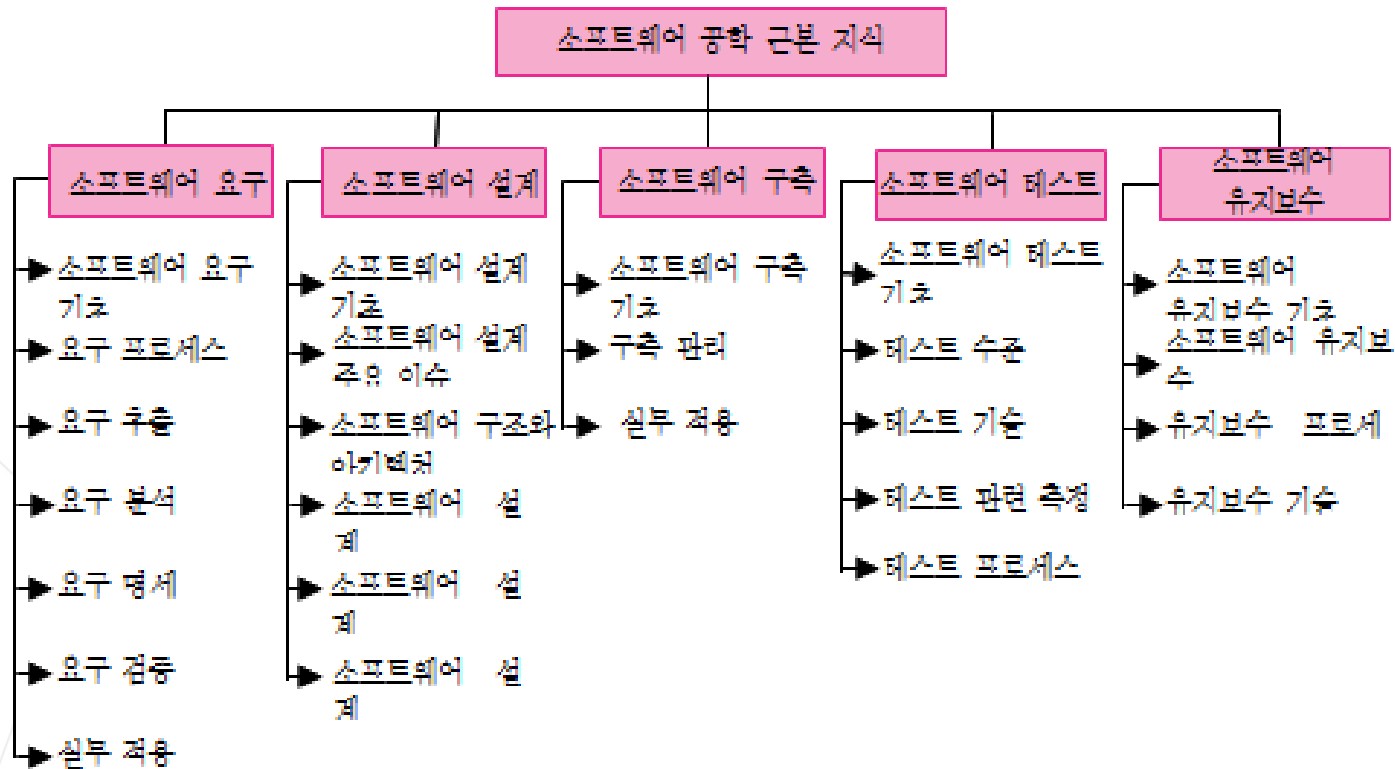 소프트웨어 공학 근본 지식
소프트웨어 요구
소프트웨어 요구
기초
요구 프로세스
요구 추출
요구 분석
요구 명세
요구 검증
실무 적용
소프트웨어 설계
소프트웨어 설계
기초
소프트웨어 설계
주요 이슈
소프트웨어 구조와
아키텍처
소프트웨어 설
계
소프트웨어 설
계
소프트웨어 설
계
소프트웨어 구축
소프트웨어 구축
기초
구축 관리
실무 적용
소프트웨어 테스트
소프트웨어 테스트
기초
테스트 수준
테스트 기술
테스트 관련 측정
테스트 프로세스
소프트웨어
유지보수
소프트웨어
유지보수 기초
소프트웨어 유지보
수
유지보수 프로세
유지보수 기술